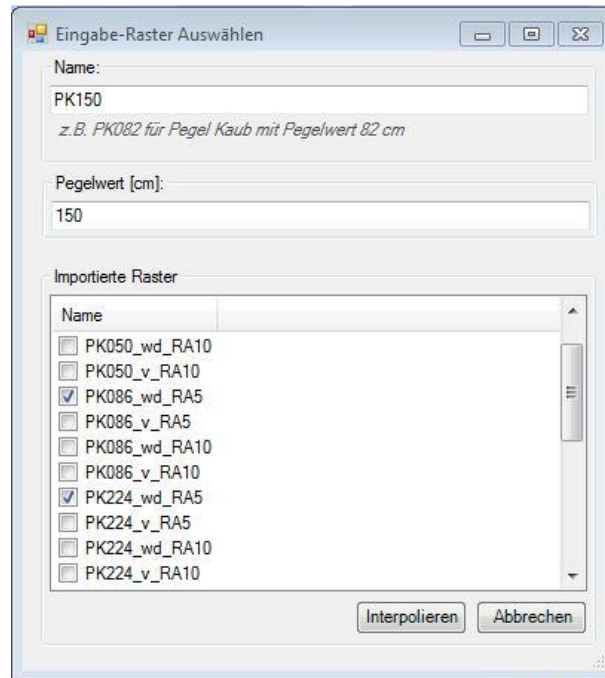 Eingabe-Raster Auswählen
Name:
PK150
z.B. PK082 für Pegel Kaub mit Pegelwert 82 cm
Pegelwert [cm]:
150
Importierte Raster
Name
PK050_wd_RA10
PK050_v_RA10
PK086_wd_RA5
PK086_v_RA5
PK086_wd_RA10
PK086_v_RA10
PK224_wd_RA5
PK224_v_RA5
PK224_wd_RA10
PK224_v_RA10
Interpolieren Abbrechen